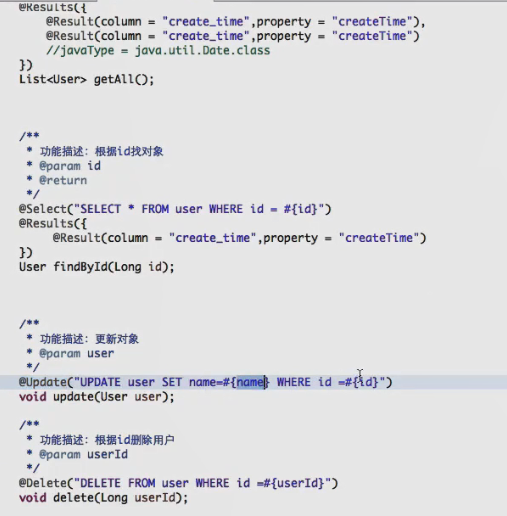 @Results({
@Result(column = "create_time",property = "createTime"),
@Result(column = "create_time",property = "createTime")
//javaType = java.util.Date.class
})
List<User> getAll();
/**
* 功能描述：根据id找对象
* @param id
* @return
*/
@Select("SELECT * FROM user WHERE id = #{id}")
@Results({
@Result(column = "create_time",property = "createTime")
})
User findById(Long id);
/**
* 功能描述：更新对象
* @param user
*/
@Update("UPDATE user SET name=#{name} WHERE id =#{id}")
void update(User user);
/**
* 功能描述：根据id删除用户
* @param userId
*/
@Delete("DELETE FROM user WHERE id =#{userId}")
void delete(Long userId);